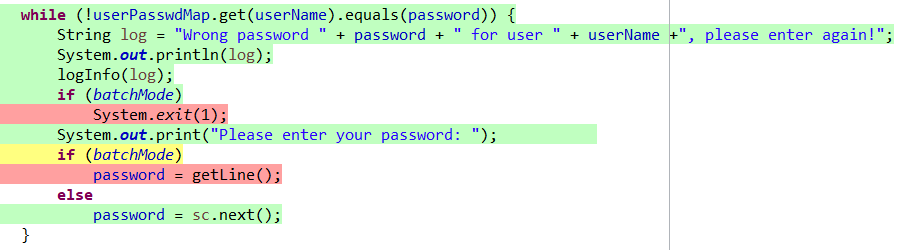 while (!userPasswdMap.get(userName).equals(password)) {
    String log = "Wrong password " + password + " for user " + userName +", please enter again!";
    System.out.println(log);
    logInfo(log);
    if (batchMode)
        System.exit(1);
    System.out.print("Please enter your password: ");
    if (batchMode)
        password = getLine();
    else
        password = sc.next();
}